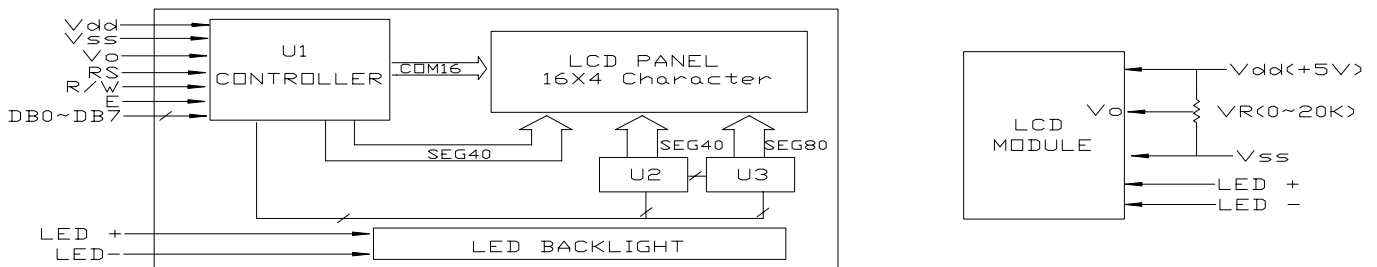 Vdd
Vss
Vo
RS
R/W
E
DB0~DB7
U1
CONTROLLER
COM16
LCD PANEL
16X4 Character
SEG40
SEG40
SEG80
U2
U3
LED +
LED-
LED BACKLIGHT
LCD
MODULE
Vdd(+5V)
Vo
VR(0~20K)
Vss
LED +
LED -